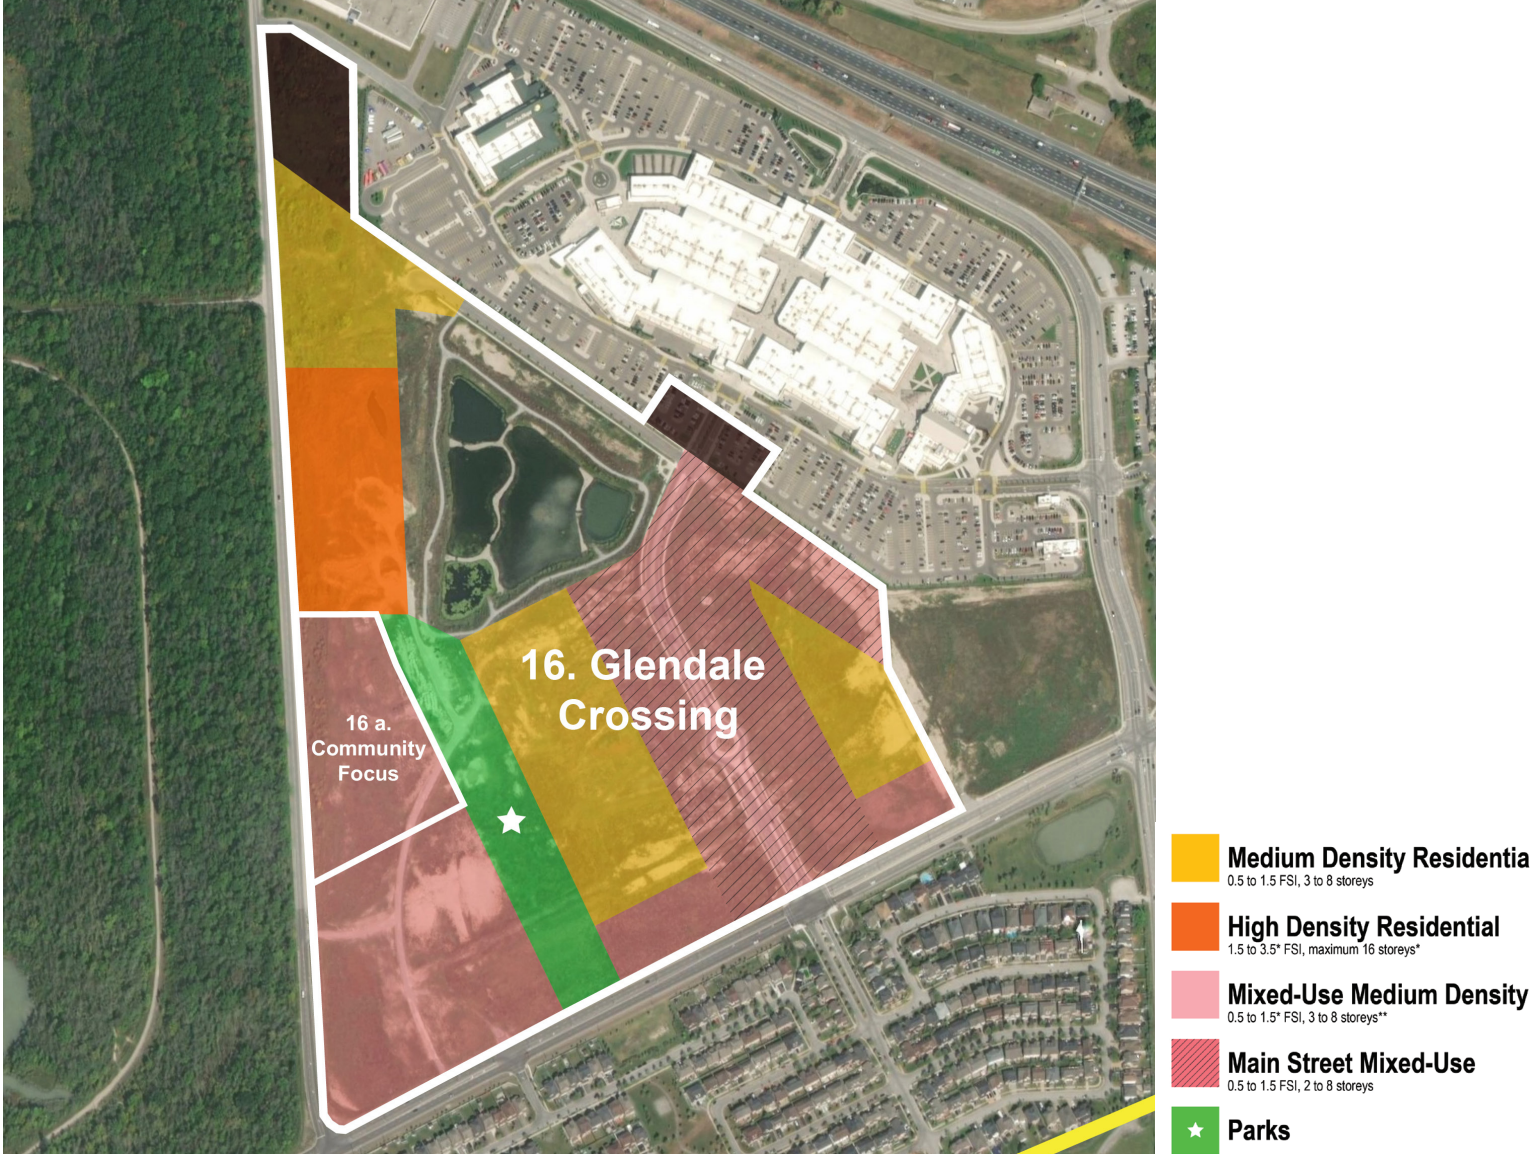 16. Glendale
Crossing
16 a.
Community
Focus
Medium Density Residentia
0.5 to 1.5 FSI, 3 to 8 storeys
High Density Residential
1.5 to 3.5* FSI, maximum 16 storeys*
Mixed-Use Medium Density
0.5 to 1.5* FSI, 3 to 8 storeys**
Main Street Mixed-Use
0.5 to 1.5 FSI, 2 to 8 storeys
Parks